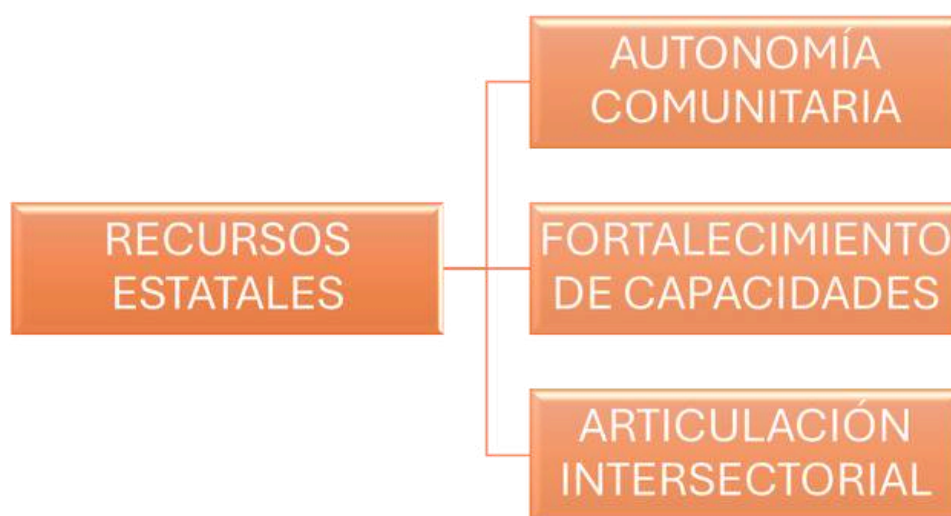 RECURSOS
ESTATALES
AUTONOMÍA
COMUNITARIA
FORTALECIMIENTO
DE CAPACIDADES
ARTICULACIÓN
INTERSECTORIAL